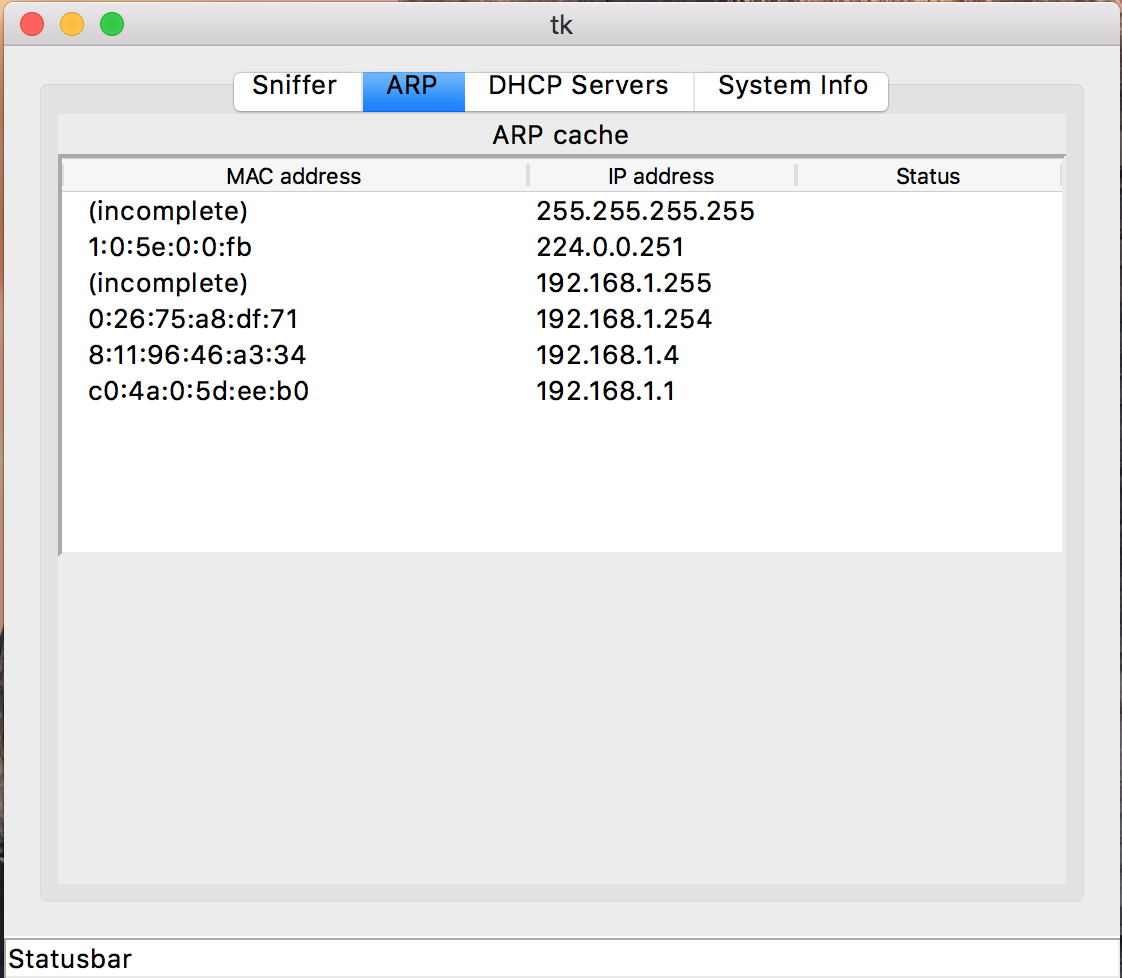 tk
Sniffer ARP DHCP Servers System Info
ARP cache
MAC address IP address Status
(incomplete) 255.255.255.255
1:0:5e:0:0:fb 224.0.0.251
(incomplete) 192.168.1.255
0:26:75:a8:df:71 192.168.1.254
8:11:96:46:a3:34 192.168.1.4
c0:4a:0:5d:ee:b0 192.168.1.1
Statusbar